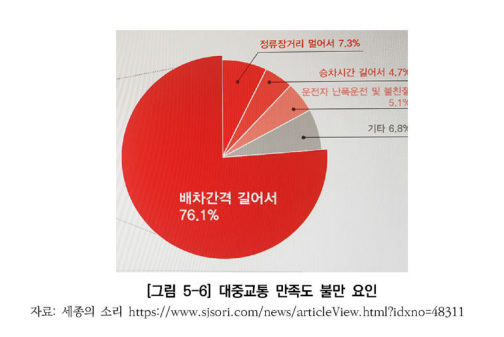 정류장거리 멀어서 7.3%
승차시간 길어서 4.7%
운전자 난폭운전 및 불친절
5.1%
기타 6.8%
배차간격 길어서
76.1%
[그림 5-6] 대중교통 만족도 불만 요인
자료: 세종의 소리 https://www.sjsori.com/news/articleView.html?idxno=48311